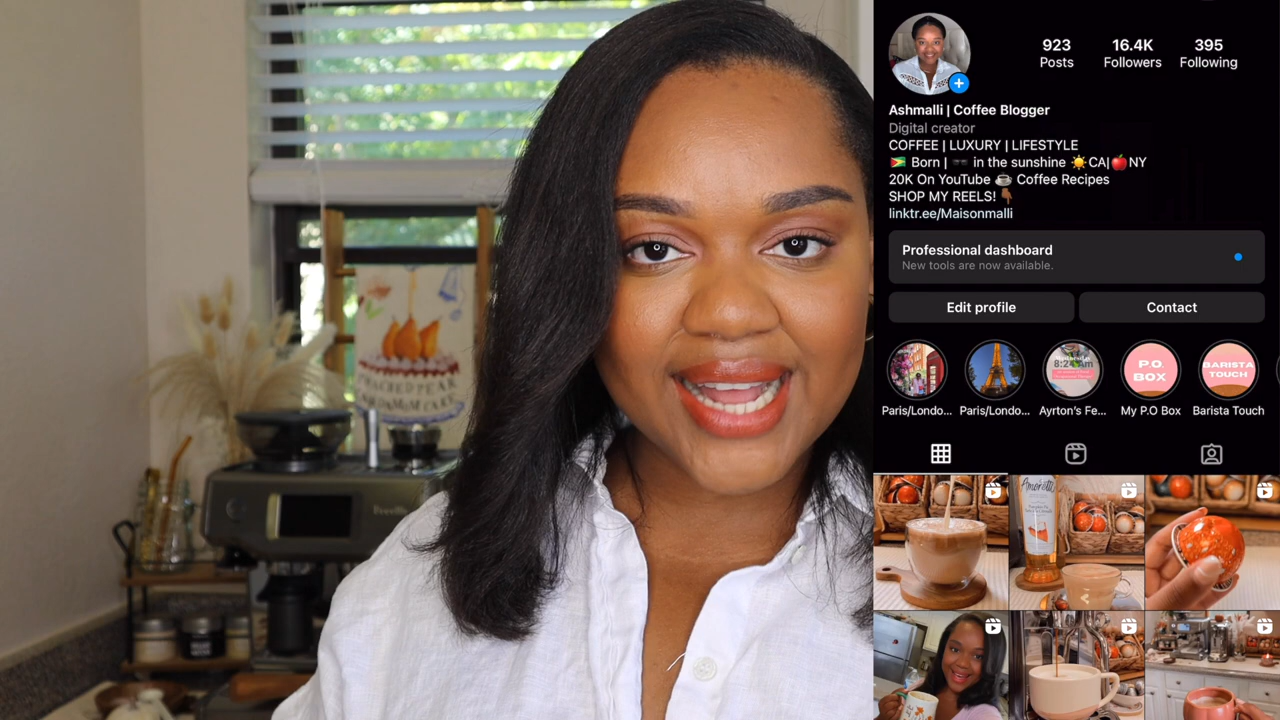 923
Posts
16.4K
Followers
395
Following
Ashmalli | Coffee Blogger
Digital creator
COFFEE | LUXURY | LIFESTYLE
🇬🇾 Born | 🕶️ in the sunshine ☀️CA|🍎NY
20K On YouTube ☕ Coffee Recipes
SHOP MY REELS! 👇🏾
linktr.ee/Maisonmalli
Professional dashboard
New tools are now available.
Edit profile
Contact
P.O
BOX
BARISTA
TOUCH
Paris/Londo...
Paris/Londo...
Ayrton's Fe...
My P.O Box
Barista Touch
Amoretti
Breville
POACHED PEAR